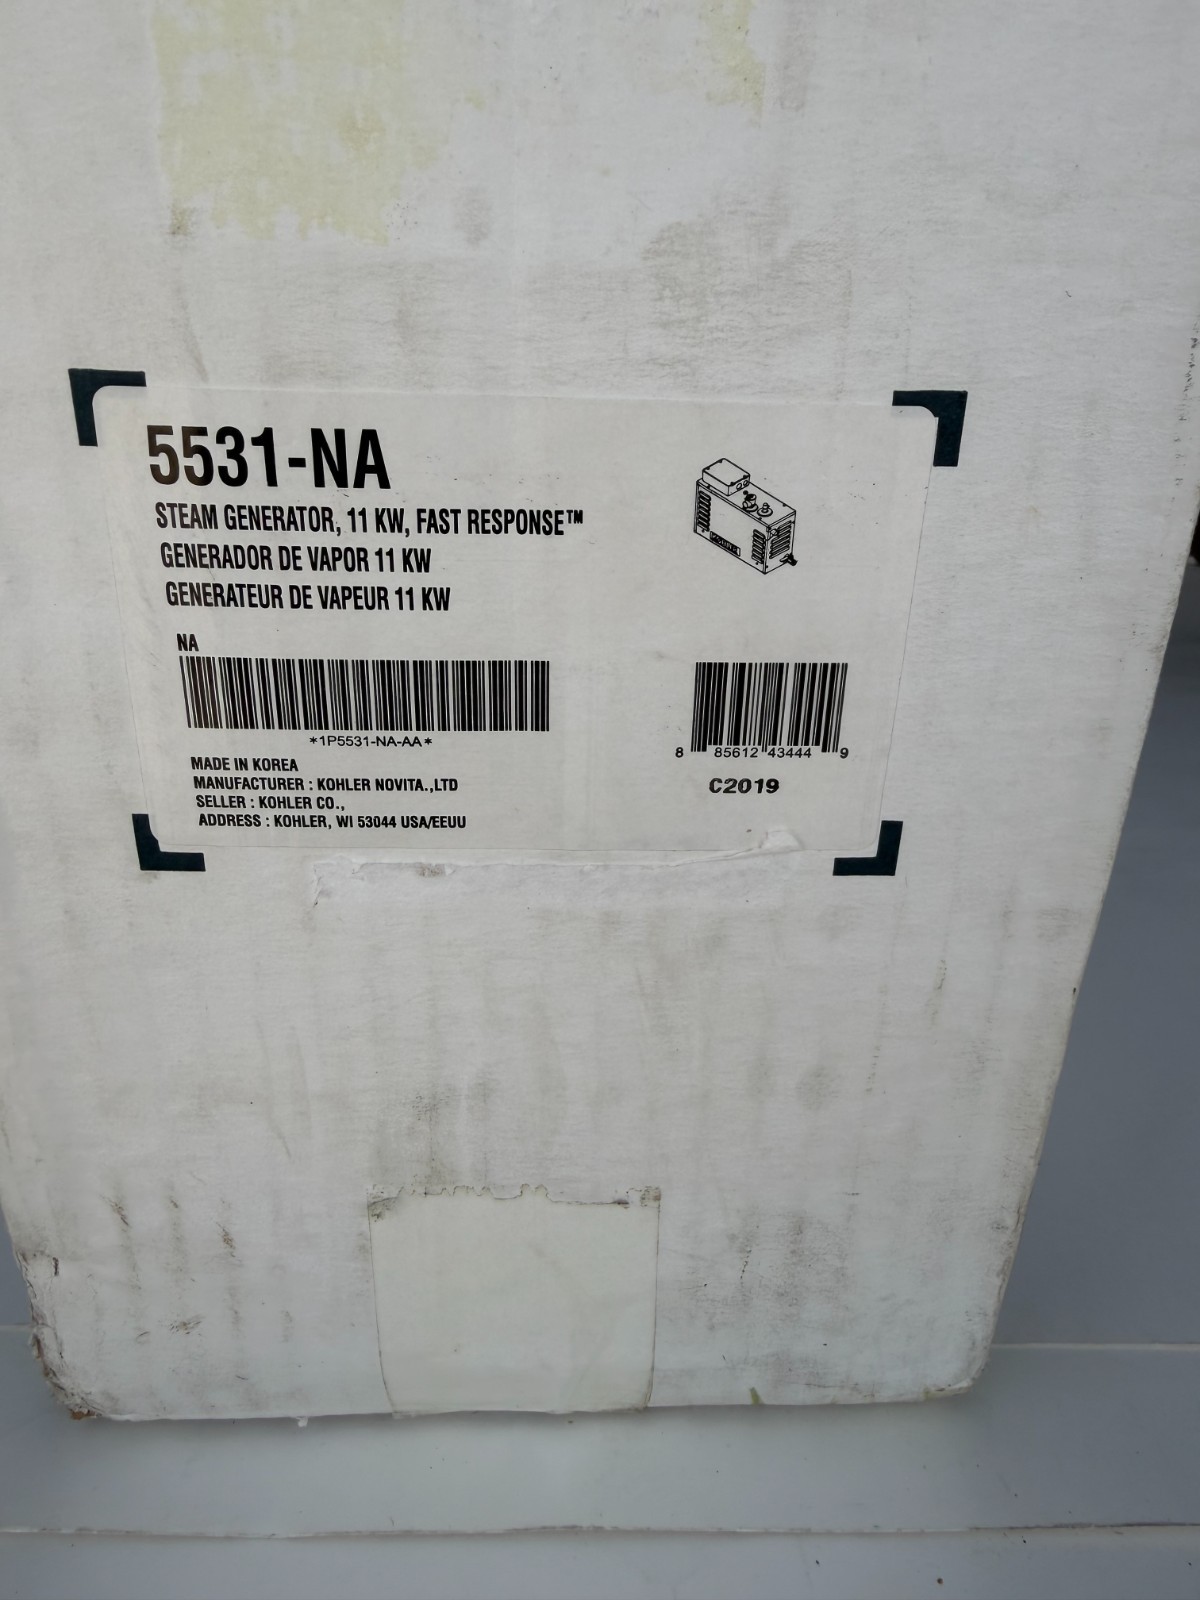 5531-NA
STEAM GENERATOR, 11 KW, FAST RESPONSE™
GENERADOR DE VAPOR 11 KW
GENERATEUR DE VAPEUR 11 KW
NA
*1P5531-NA-AA*
8 85612 43444 9
C2019
MADE IN KOREA
MANUFACTURER : KOHLER NOVITA.,LTD
SELLER : KOHLER CO.,
ADDRESS : KOHLER, WI 53044 USA/EEUU